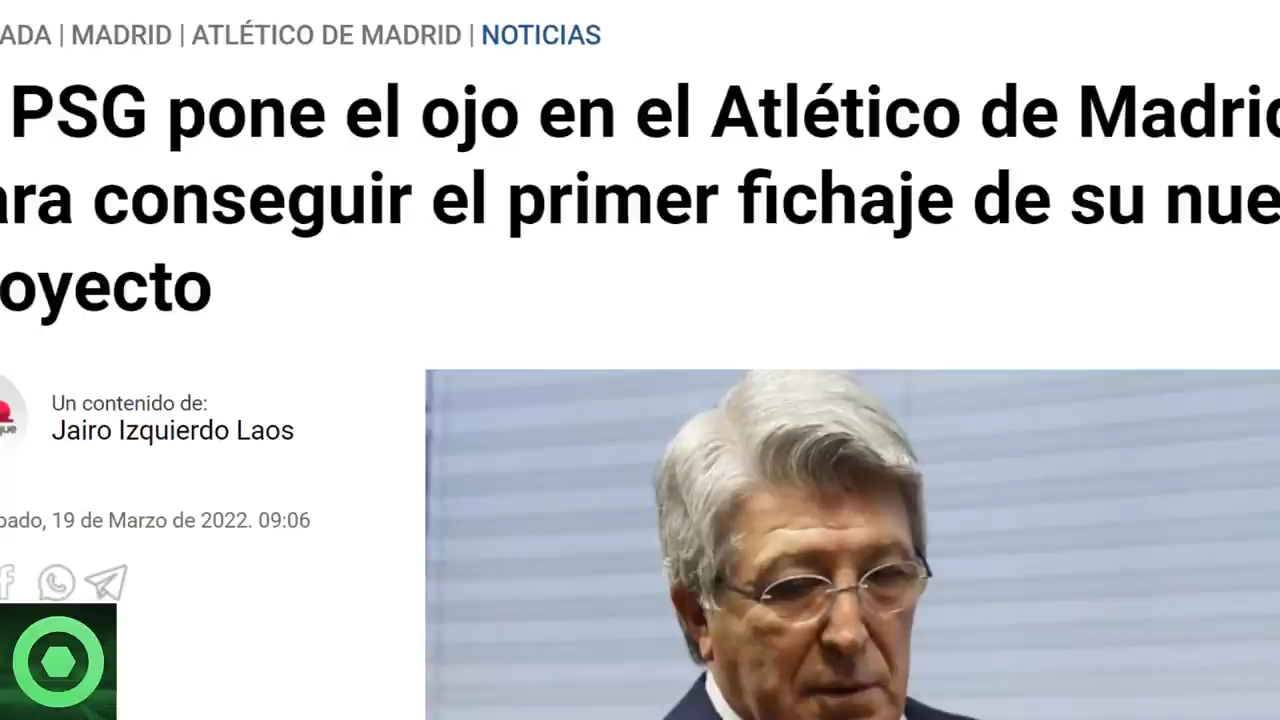 ADA | MADRID | ATLÉTICO DE MADRID | NOTICIAS
PSG pone el ojo en el Atlético de Madrid
ara conseguir el primer fichaje de su nue
oyecto
Un contenido de:
Jairo Izquierdo Laos
bado, 19 de Marzo de 2022. 09:06